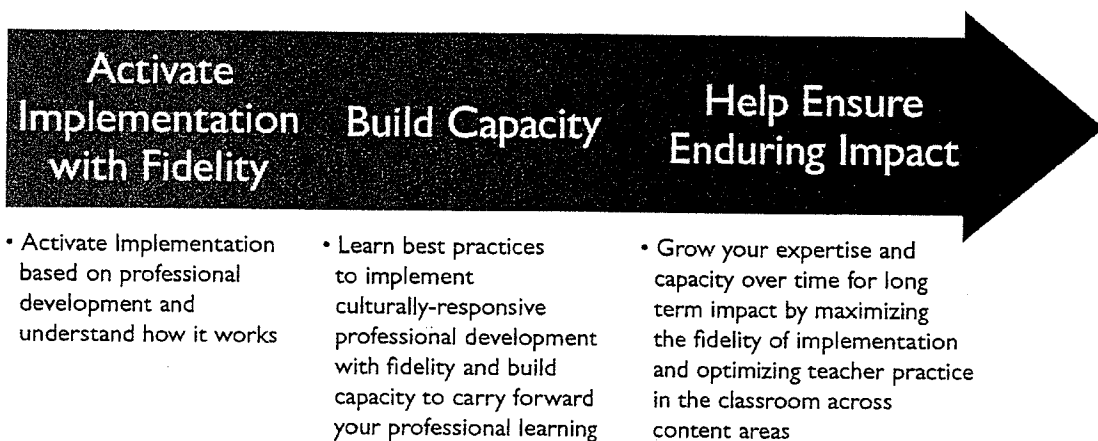 Activate
Implementation
with Fidelity
Build Capacity
Help Ensure
Enduring Impact
• Activate Implementation
based on professional
development and
understand how it works
• Learn best practices
to implement
culturally-responsive
professional development
with fidelity and build
capacity to carry forward
your professional learning
• Grow your expertise and
capacity over time for long
term impact by maximizing
the fidelity of implementation
and optimizing teacher practice
in the classroom across
content areas